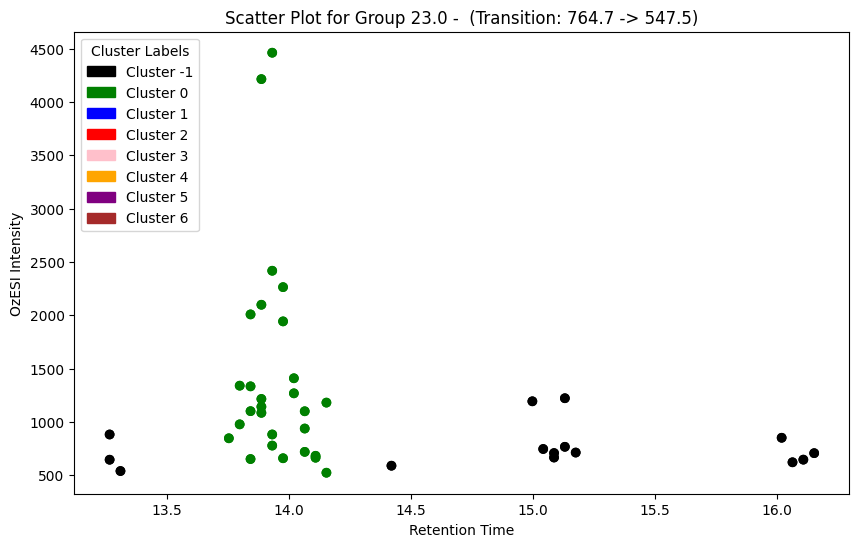 Scatter Plot for Group 23.0 -  (Transition: 764.7 -> 547.5)
Cluster Labels
Cluster -1
Cluster 0
Cluster 1
Cluster 2
Cluster 3
Cluster 4
Cluster 5
Cluster 6
OzESI Intensity
4500
4000
3500
3000
2500
2000
1500
1000
500
13.5 14.0 14.5 15.0 15.5 16.0
Retention Time